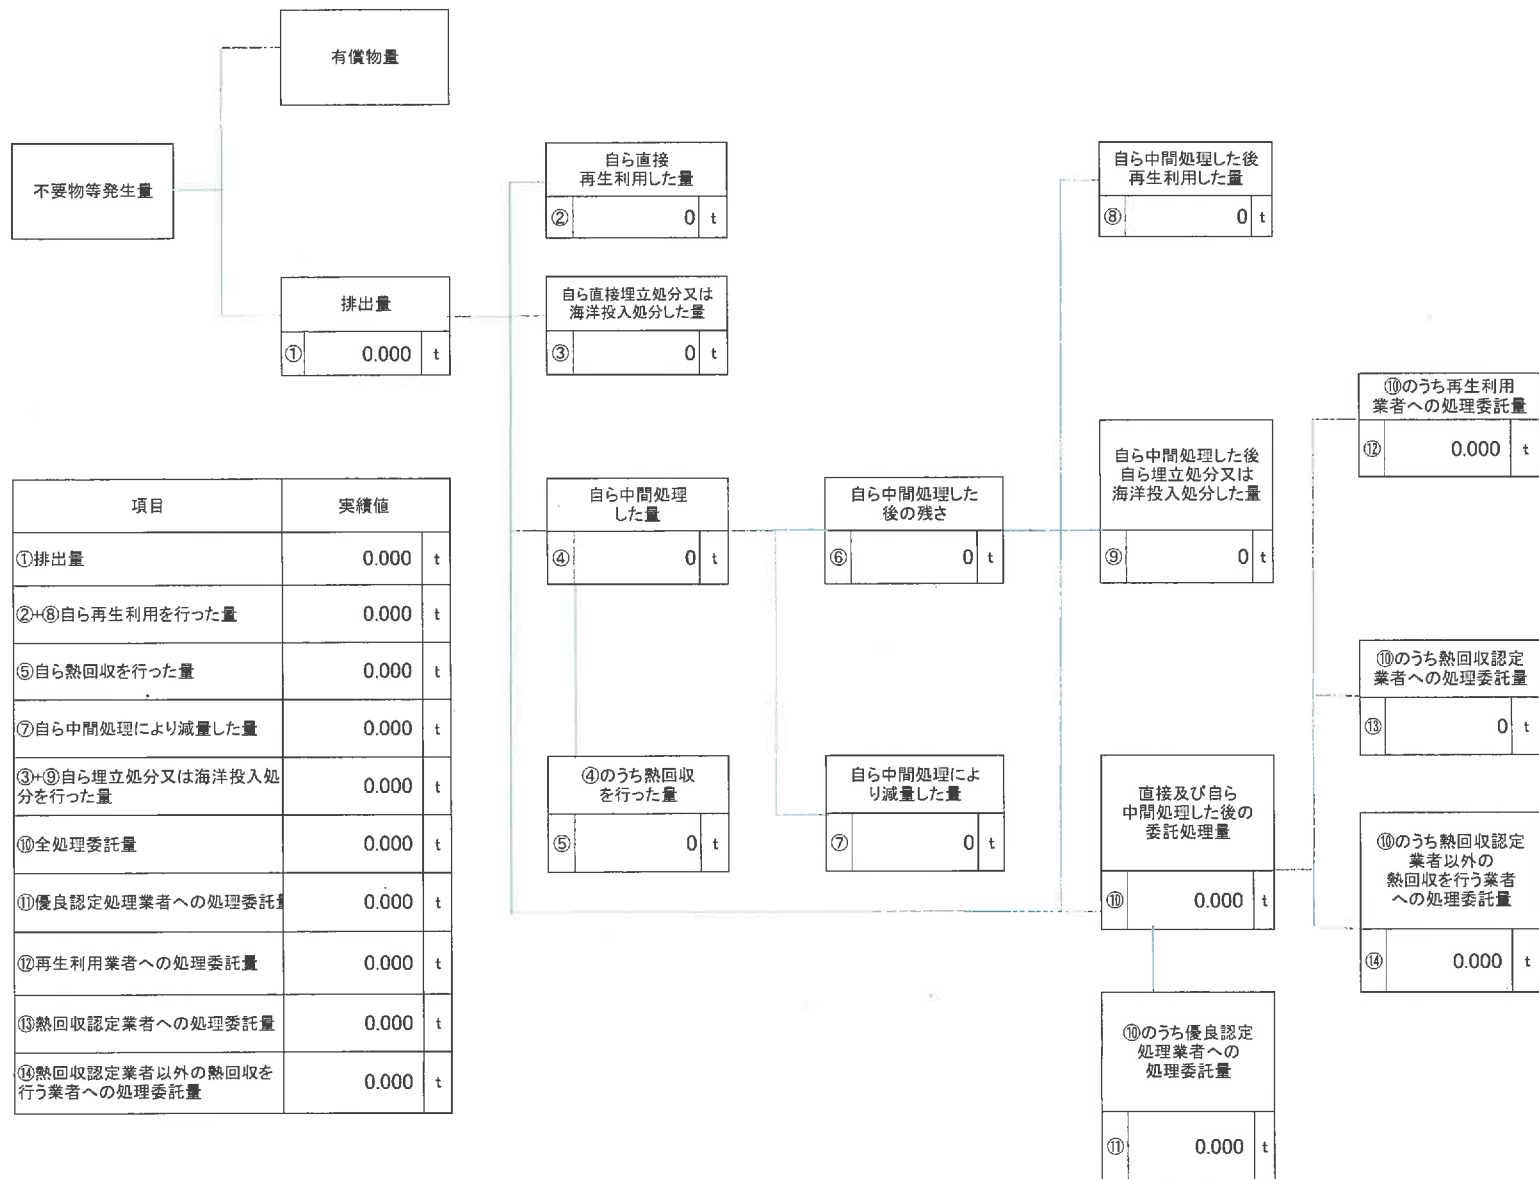 有償物量
不要物等発生量
排出量
① 0.000 t
自ら直接
再生利用した量
② 0 t
自ら直接埋立処分又は
海洋投入処分した量
③ 0 t
自ら中間処理
した量
④ 0 t
④のうち熱回収
を行った量
⑤ 0 t
自ら中間処理した
後の残さ
⑥ 0 t
自ら中間処理によ
り減量した量
⑦ 0 t
自ら中間処理した後
再生利用した量
⑧ 0 t
自ら中間処理した後
自ら埋立処分又は
海洋投入処分した量
⑨ 0 t
直接及び自ら
中間処理した後の
委託処理量
⑩ 0.000 t
⑩のうち優良認定
処理業者への
処理委託量
⑪ 0.000 t
⑩のうち再生利用
業者への処理委託量
⑫ 0.000 t
⑩のうち熱回収認定
業者への処理委託量
⑬ 0 t
⑩のうち熱回収認定
業者以外の
熱回収を行う業者
への処理委託量
⑭ 0.000 t
項目 実績値
①排出量 0.000 t
②+⑧自ら再生利用を行った量 0.000 t
⑤自ら熱回収を行った量 0.000 t
⑦自ら中間処理により減量した量 0.000 t
③+⑨自ら埋立処分又は海洋投入処
分を行った量 0.000 t
⑩全処理委託量 0.000 t
⑪優良認定処理業者への処理委託量 0.000 t
⑫再生利用業者への処理委託量 0.000 t
⑬熱回収認定業者への処理委託量 0.000 t
⑭熱回収認定業者以外の熱回収を
行う業者への処理委託量 0.000 t